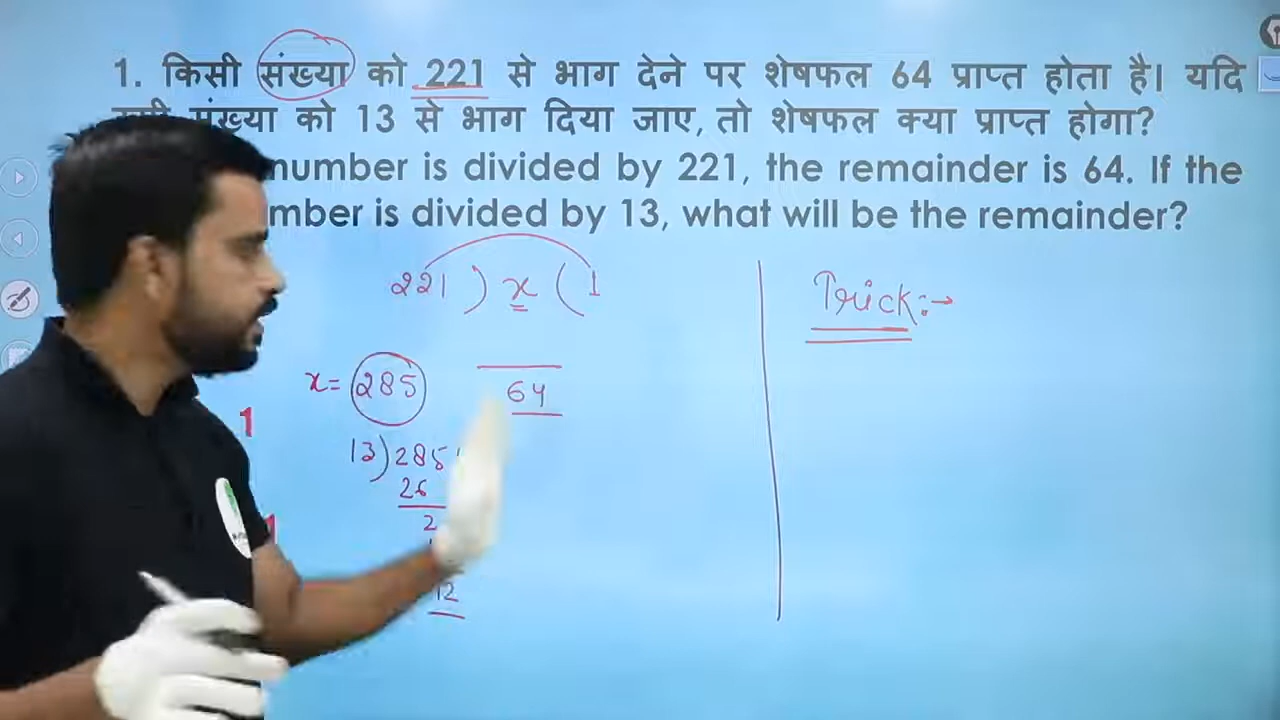 1. किसी संख्या को 221 से भाग देने पर शेषफल 64 प्राप्त होता है। यदि
संख्या को 13 से भाग दिया जाए, तो शेषफल क्या प्राप्त होगा?
number is divided by 221, the remainder is 64. If the
is divided by 13, what will be the remainder?
221 ) x ( 1
Trick:→
64
x= 285
1
13) 285
26
2
12